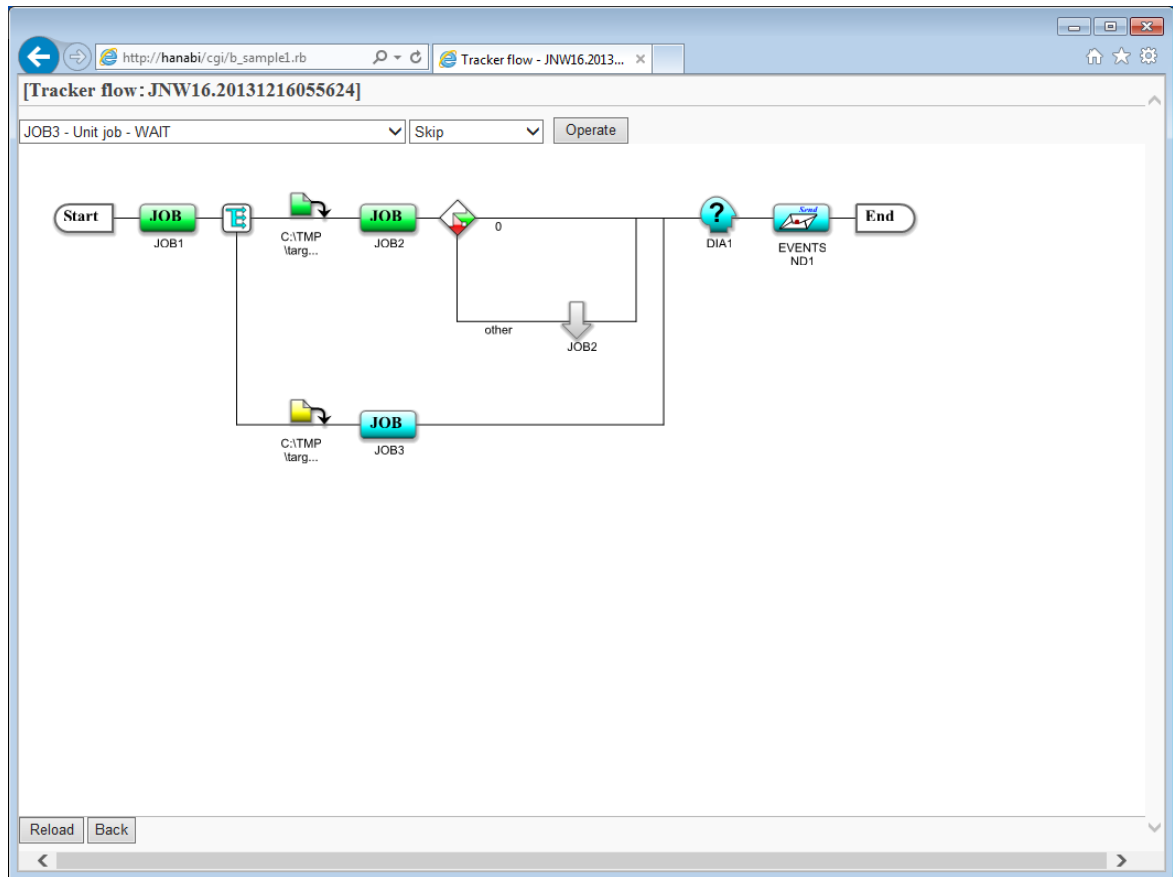 http://hanabi/cgi/b_sample1.rb
Tracker flow - JNW16.2013...
[Tracker flow: JNW16.20131216055624]
JOB3 - Unit job - WAIT
Skip
Operate
Start
JOB
JOB1
C:\TMP
\targ...
JOB
JOB2
0
other
JOB2
?
DIA1
Send
EVENTS
ND1
End
C:\TMP
\targ...
JOB
JOB3
Reload
Back